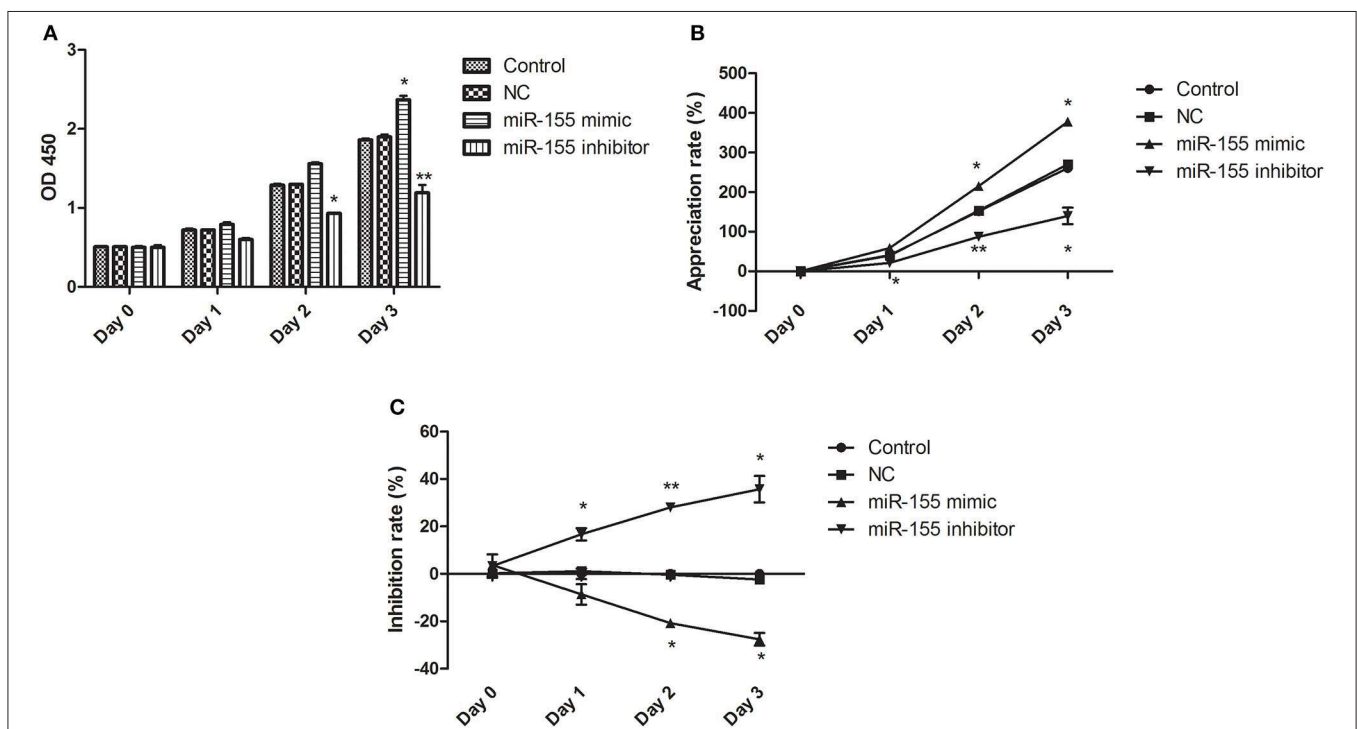 A
OD 450
3
2
1
0
*
*
**
Day 0
Day 1
Day 2
Day 3
Control
NC
miR-155 mimic
miR-155 inhibitor
B
Appreciation rate (%)
500
400
300
200
100
0
-100
*
*
*
**
*
Day 0
Day 1
Day 2
Day 3
Control
NC
miR-155 mimic
miR-155 inhibitor
C
Inhibition rate (%)
60
40
20
0
-20
-40
*
**
*
*
*
Day 0
Day 1
Day 2
Day 3
Control
NC
miR-155 mimic
miR-155 inhibitor